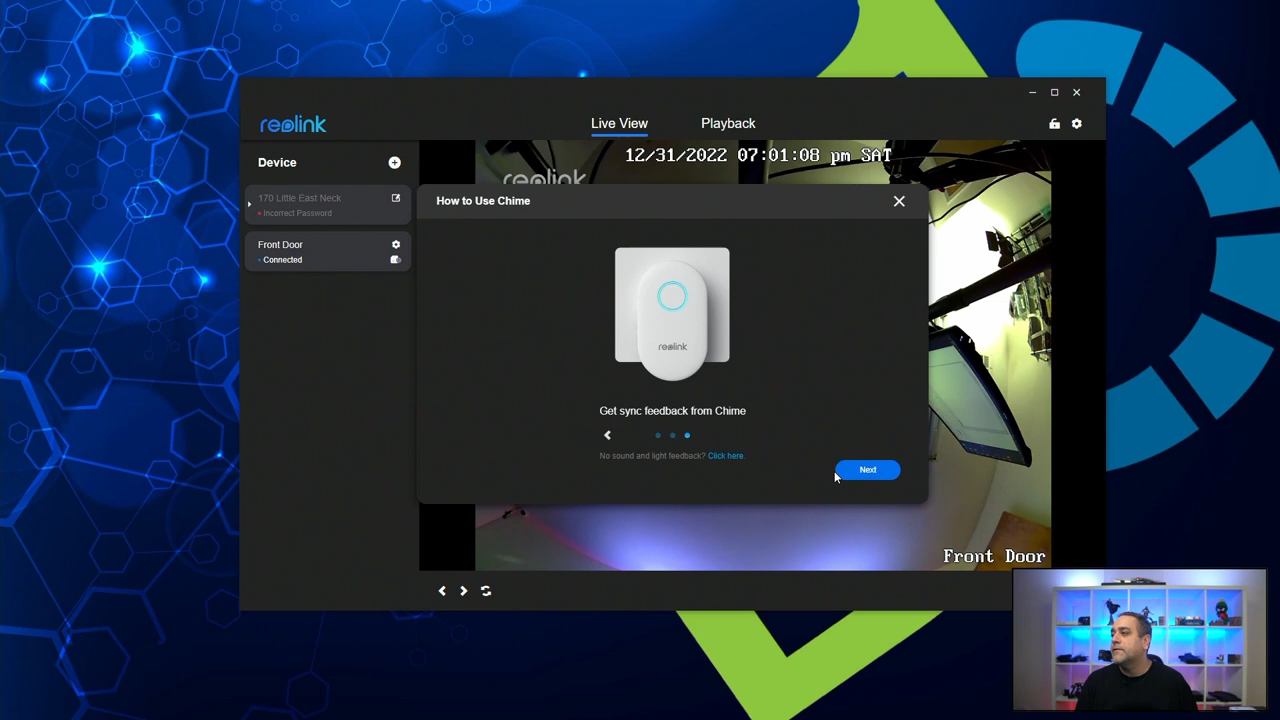 reolink
Live View
Playback
Device
12/31/2022 07:01:08 pm SAT
reolink
170 Little East Neck
Incorrect Password
How to Use Chime
Front Door
Connected
reolink
Get sync feedback from Chime
No sound and light feedback? Click here.
Next
Front Door